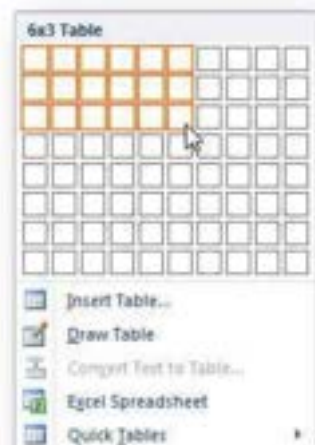 6x3 Table
Insert Table...
Draw Table
Convert Text to Table...
Excel Spreadsheet
Quick Tables